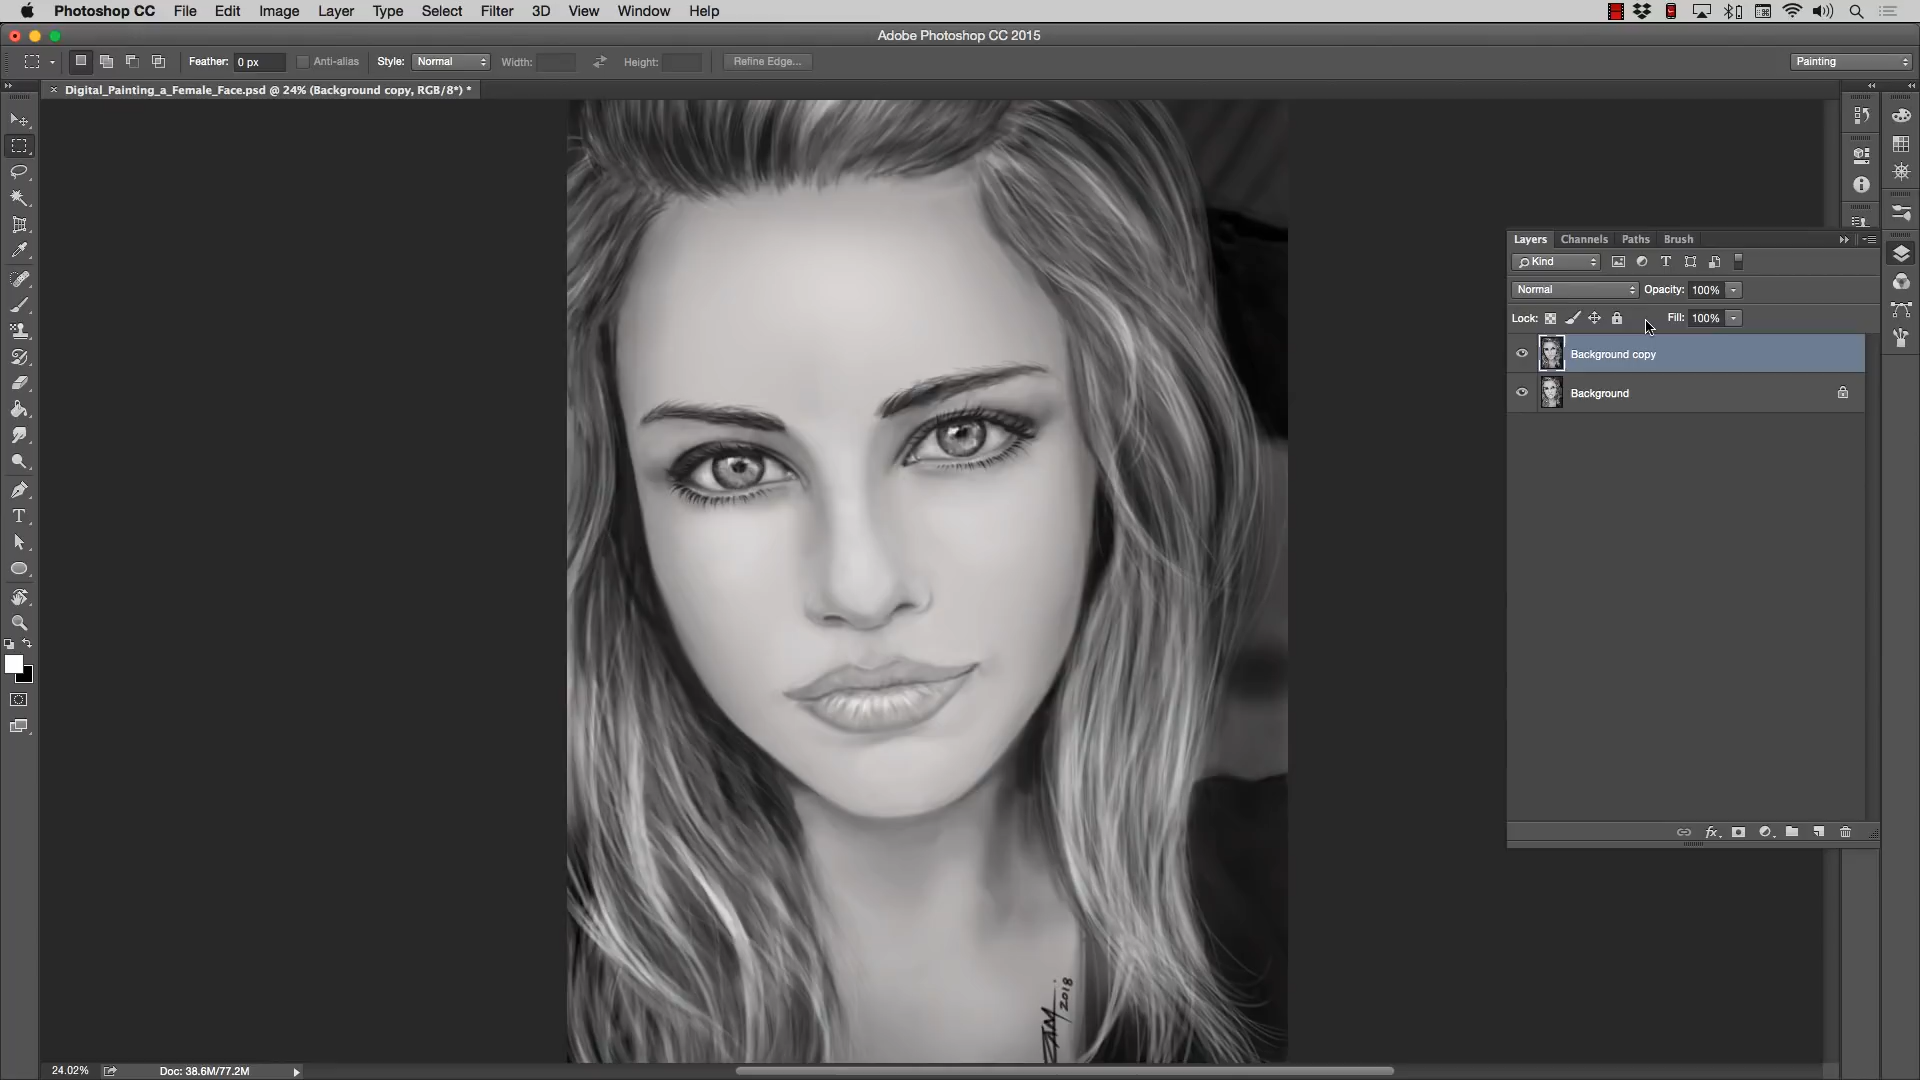 Photoshop CC File Edit Image Layer Type Select Filter 3D View Window Help
Adobe Photoshop CC 2015
Feather: 0 px Anti-alias Style: Normal Width: Height: Refine Edge... Painting
Digital_Painting_a_Female_Face.psd @ 24% (Background copy, RGB/8*) *
Layers Channels Paths Brush
Kind
Normal Opacity: 100%
Lock: Fill: 100%
Background copy
Background
2018
24.02% Doc: 38.6M/77.2M